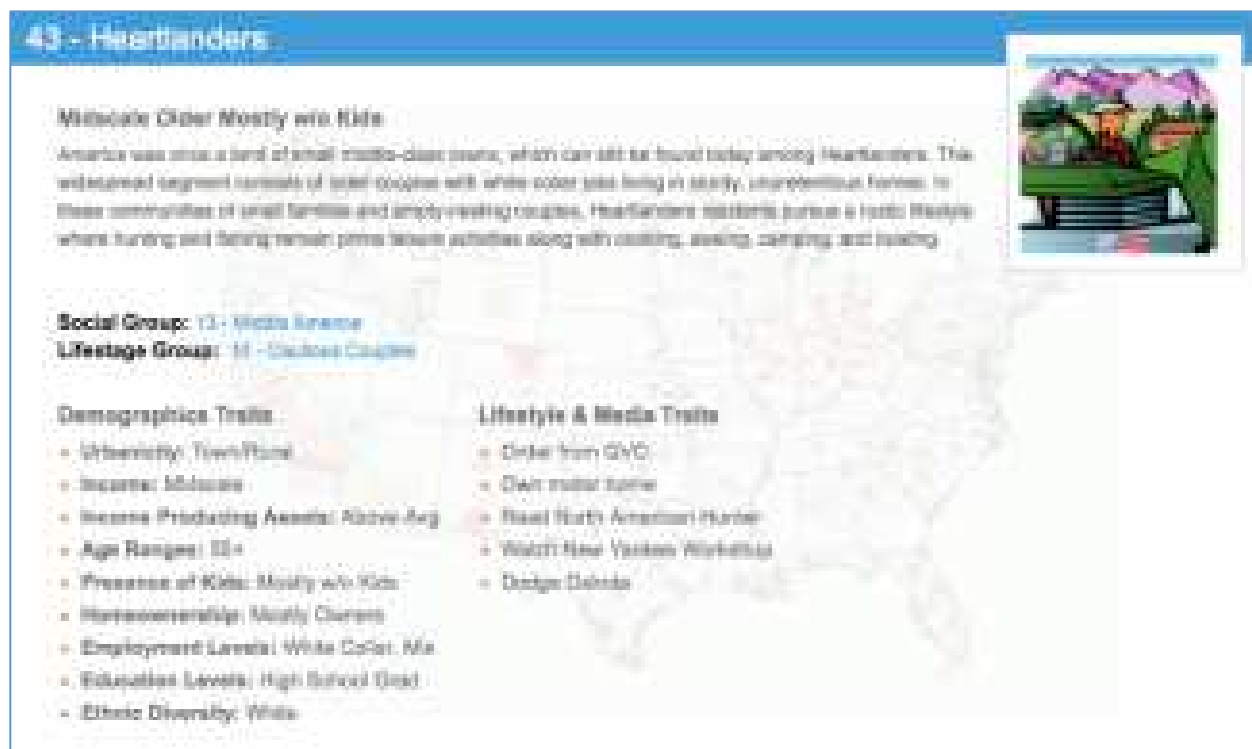 43 - Heartlanders
Midscale Older Mostly w/o Kids
America was once a land of small middle-class towns, which can still be found today among Heartlanders. This
widespread segment consists of older couples with white collar jobs living in sturdy, unpretentious homes. In
these communities of small families and empty-nesting couples, Heartlanders residents pursue a rustic lifestyle
where hunting and fishing remain prime leisure activities along with cooking, sewing, camping, and boating.
Social Group: 13 - Middle America
Lifestage Group: - Cautious Couples
Demographics Traits
Urbanicity: Town/Rural
Income: Midscale
Income Producing Assets: Above Avg
Age Ranges:
Presence of Kids: Mostly w/o Kids
Homeownership: Mostly Owners
Employment Levels: White Collar, Mix
Education Levels: High School Grad
Ethnic Diversity: White
Lifestyle & Media Traits
Order from QVC
Own motor home
Read North American Hunter
Watch New Yankee Workshop
Dodge Dakota